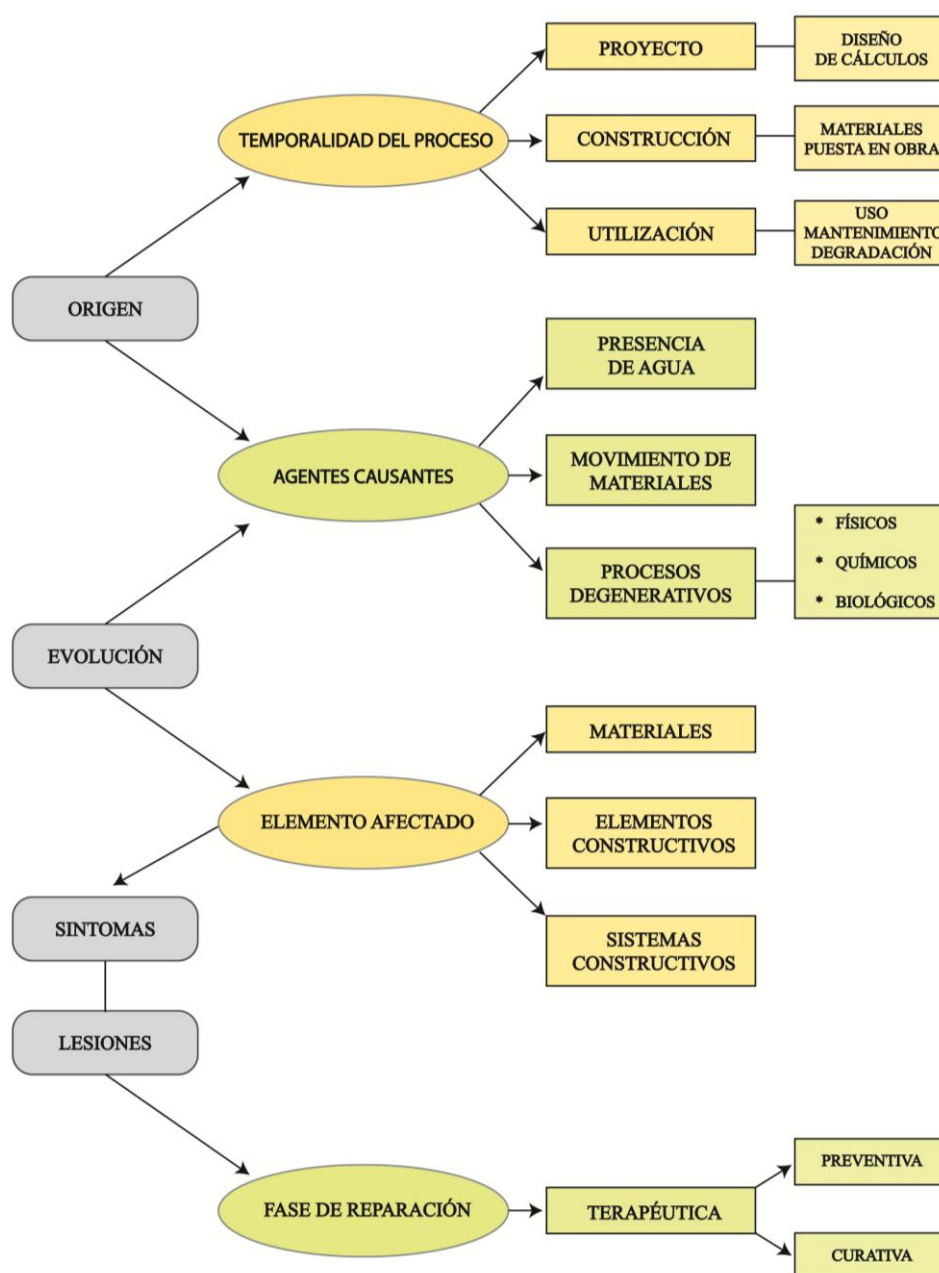 PROYECTO
DISEÑO
DE CÁLCULOS
TEMPORALIDAD DEL PROCESO
CONSTRUCCIÓN
MATERIALES
PUESTA EN OBRA
UTILIZACIÓN
USO
MANTENIMIENTO
DEGRADACIÓN
ORIGEN
PRESENCIA
DE AGUA
AGENTES CAUSANTES
MOVIMIENTO DE
MATERIALES
PROCESOS
DEGENERATIVOS
* FÍSICOS
* QUÍMICOS
* BIOLÓGICOS
EVOLUCIÓN
MATERIALES
ELEMENTO AFECTADO
ELEMENTOS
CONSTRUCTIVOS
SISTEMAS
CONSTRUCTIVOS
SINTOMAS
LESIONES
FASE DE REPARACIÓN
TERAPÉUTICA
PREVENTIVA
CURATIVA